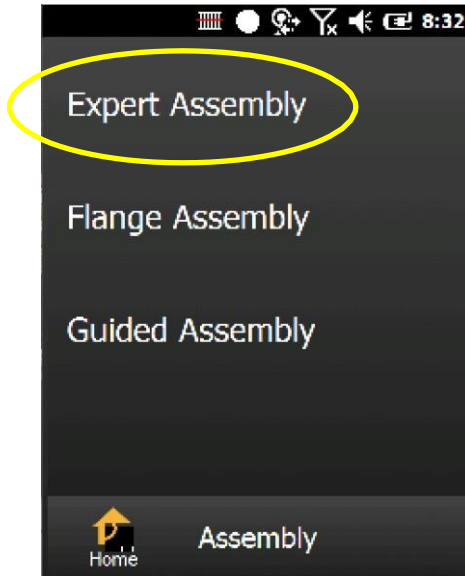 8:32
Expert Assembly
Flange Assembly
Guided Assembly
Home
Assembly